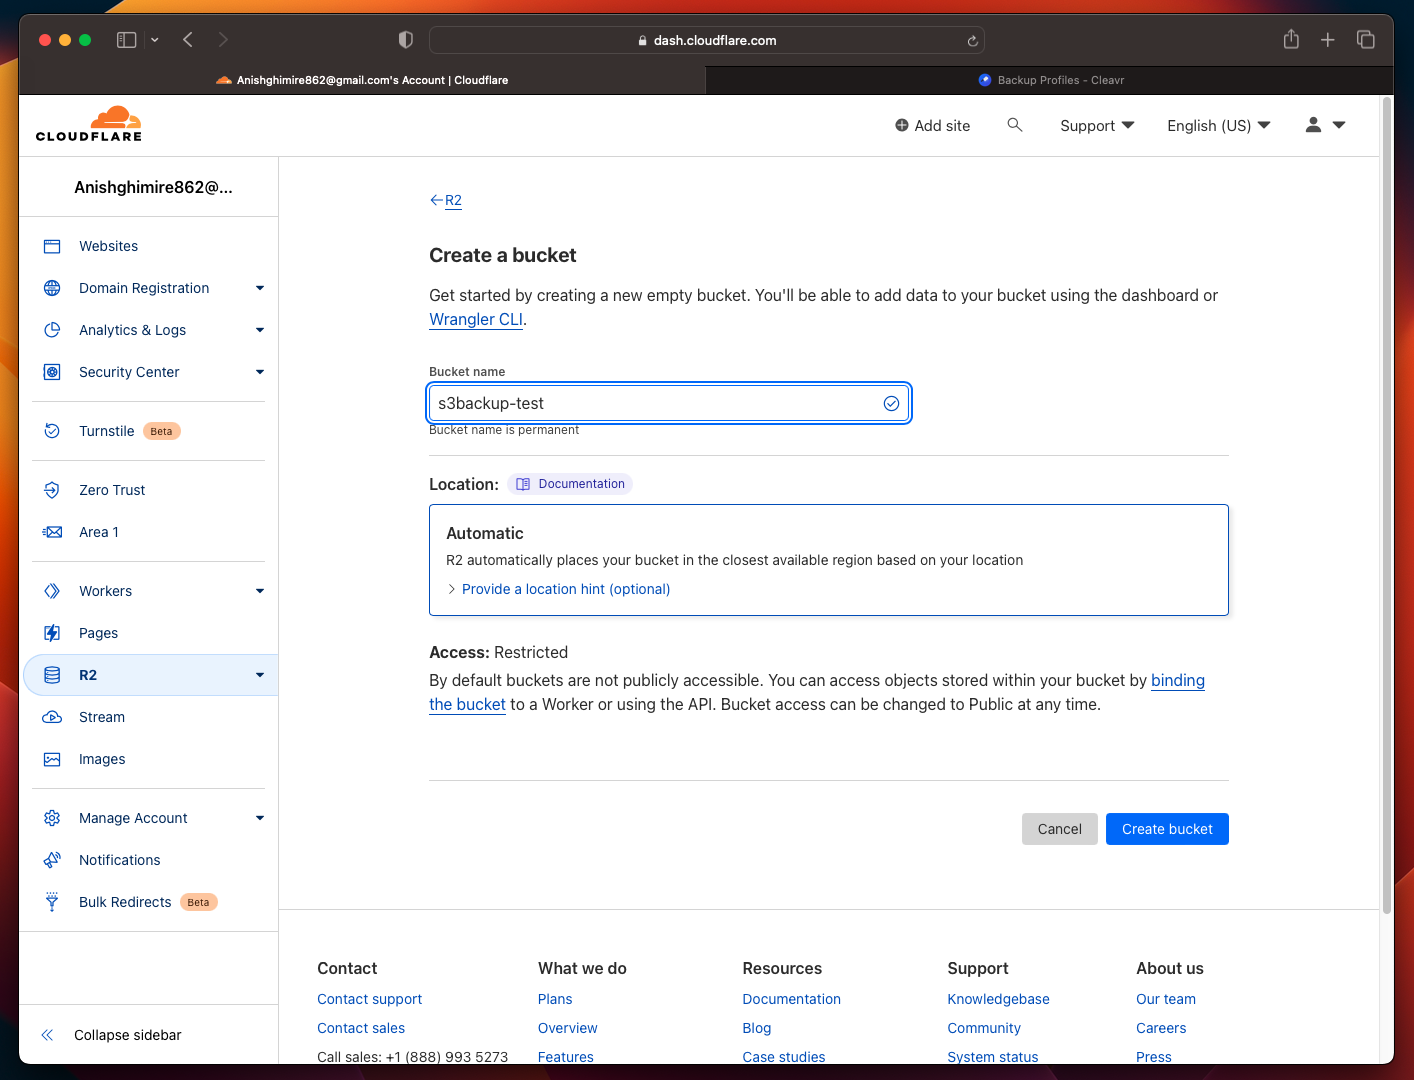 dash.cloudflare.com
Anishghimire862@gmail.com's Account | Cloudflare
Backup Profiles - Cleavr
CLOUDFLARE
Add site
Support
English (US)
Anishghimire862@...
Websites
Domain Registration
Analytics & Logs
Security Center
Turnstile Beta
Zero Trust
Area 1
Workers
Pages
R2
Stream
Images
Manage Account
Notifications
Bulk Redirects Beta
Collapse sidebar
R2
Create a bucket
Get started by creating a new empty bucket. You'll be able to add data to your bucket using the dashboard or
Wrangler CLI.
Bucket name
s3backup-test
Bucket name is permanent
Location: Documentation
Automatic
R2 automatically places your bucket in the closest available region based on your location
Provide a location hint (optional)
Access: Restricted
By default buckets are not publicly accessible. You can access objects stored within your bucket by binding
the bucket to a Worker or using the API. Bucket access can be changed to Public at any time.
Cancel
Create bucket
Contact
Contact support
Contact sales
Call sales: +1 (888) 993 5273
What we do
Plans
Overview
Features
Resources
Documentation
Blog
Case studies
Support
Knowledgebase
Community
System status
About us
Our team
Careers
Press